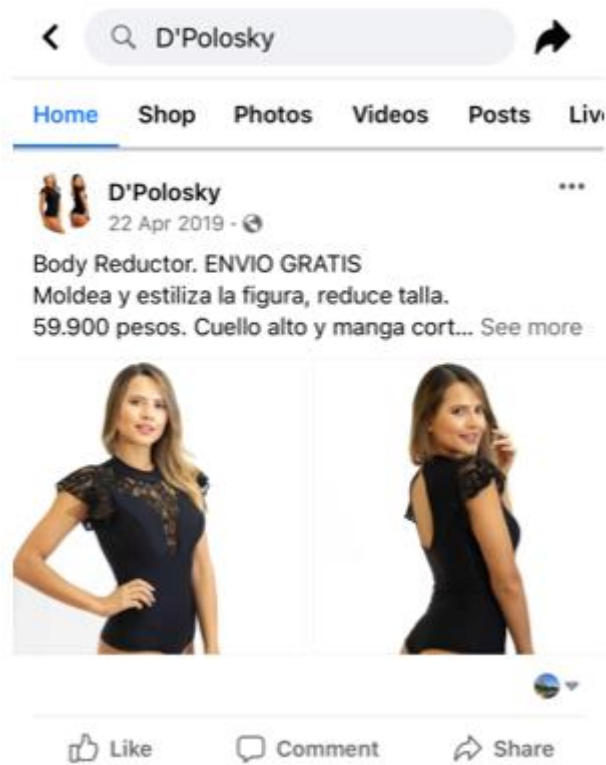 D'Polosky
Home Shop Photos Videos Posts Liv
D'Polosky
22 Apr 2019 -
Body Reductor. ENVIO GRATIS
Moldea y estiliza la figura, reduce talla.
59.900 pesos. Cuello alto y manga cort... See more
Like Comment Share